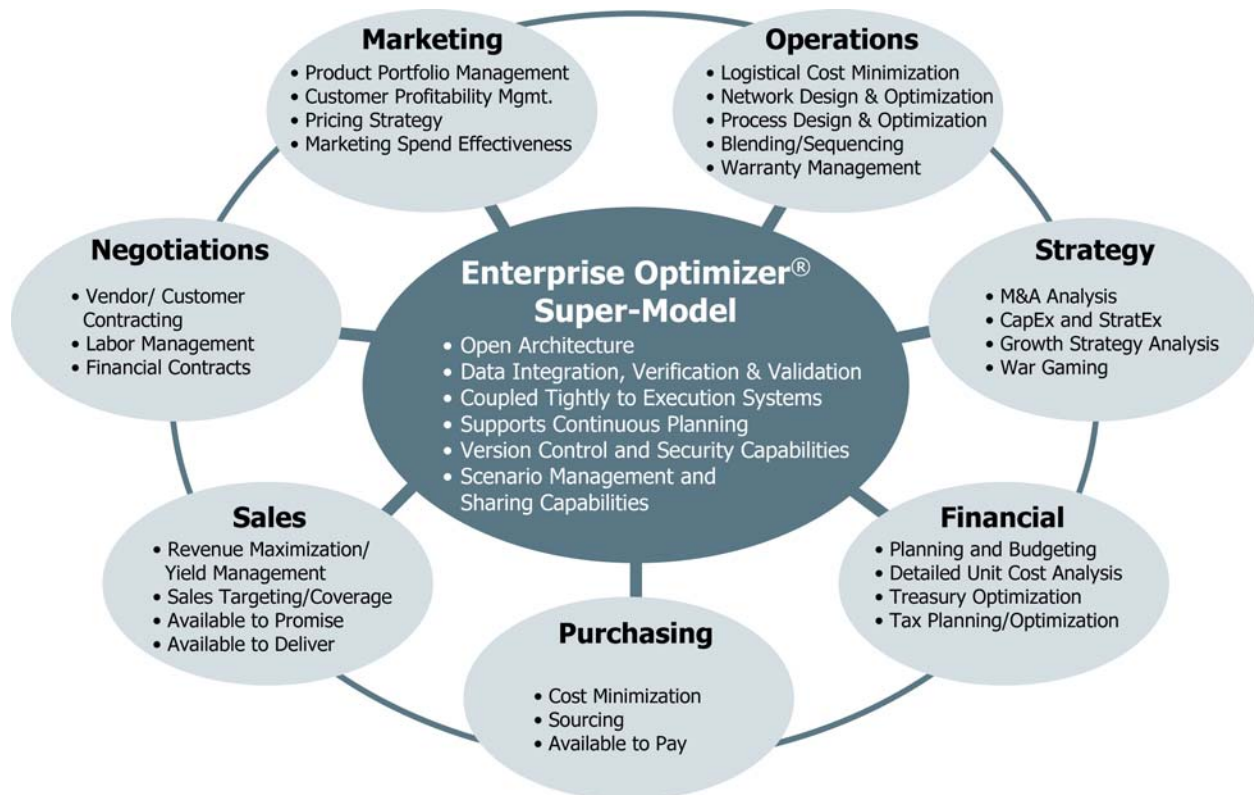 Marketing
• Product Portfolio Management
• Customer Profitability Mgmt.
• Pricing Strategy
• Marketing Spend Effectiveness
Operations
• Logistical Cost Minimization
• Network Design & Optimization
• Process Design & Optimization
• Blending/Sequencing
• Warranty Management
Negotiations
• Vendor/ Customer
Contracting
• Labor Management
• Financial Contracts
Enterprise Optimizer®
Super-Model
• Open Architecture
• Data Integration, Verification & Validation
• Coupled Tightly to Execution Systems
• Supports Continuous Planning
• Version Control and Security Capabilities
• Scenario Management and
Sharing Capabilities
Strategy
• M&A Analysis
• CapEx and StratEx
• Growth Strategy Analysis
• War Gaming
Sales
• Revenue Maximization/
Yield Management
• Sales Targeting/Coverage
• Available to Promise
• Available to Deliver
Purchasing
• Cost Minimization
• Sourcing
• Available to Pay
Financial
• Planning and Budgeting
• Detailed Unit Cost Analysis
• Treasury Optimization
• Tax Planning/Optimization